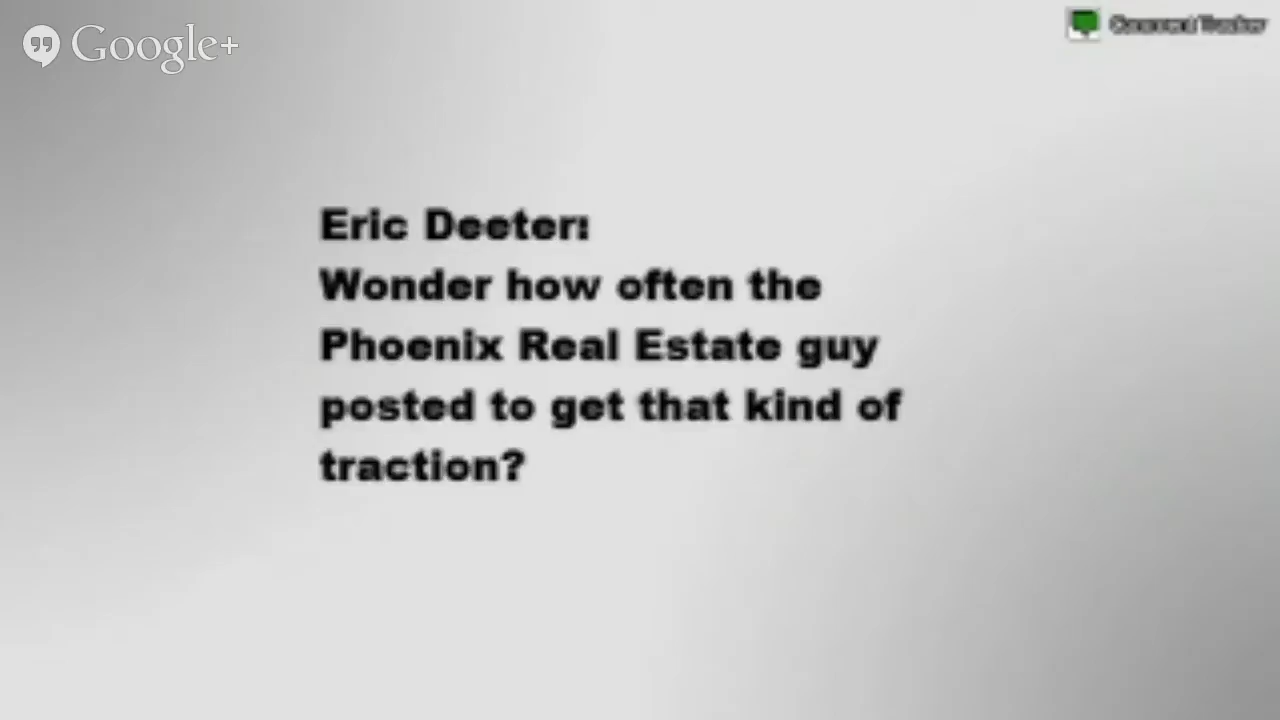 Google+
Eric Deeter:
Wonder how often the
Phoenix Real Estate guy
posted to get that kind of
traction?